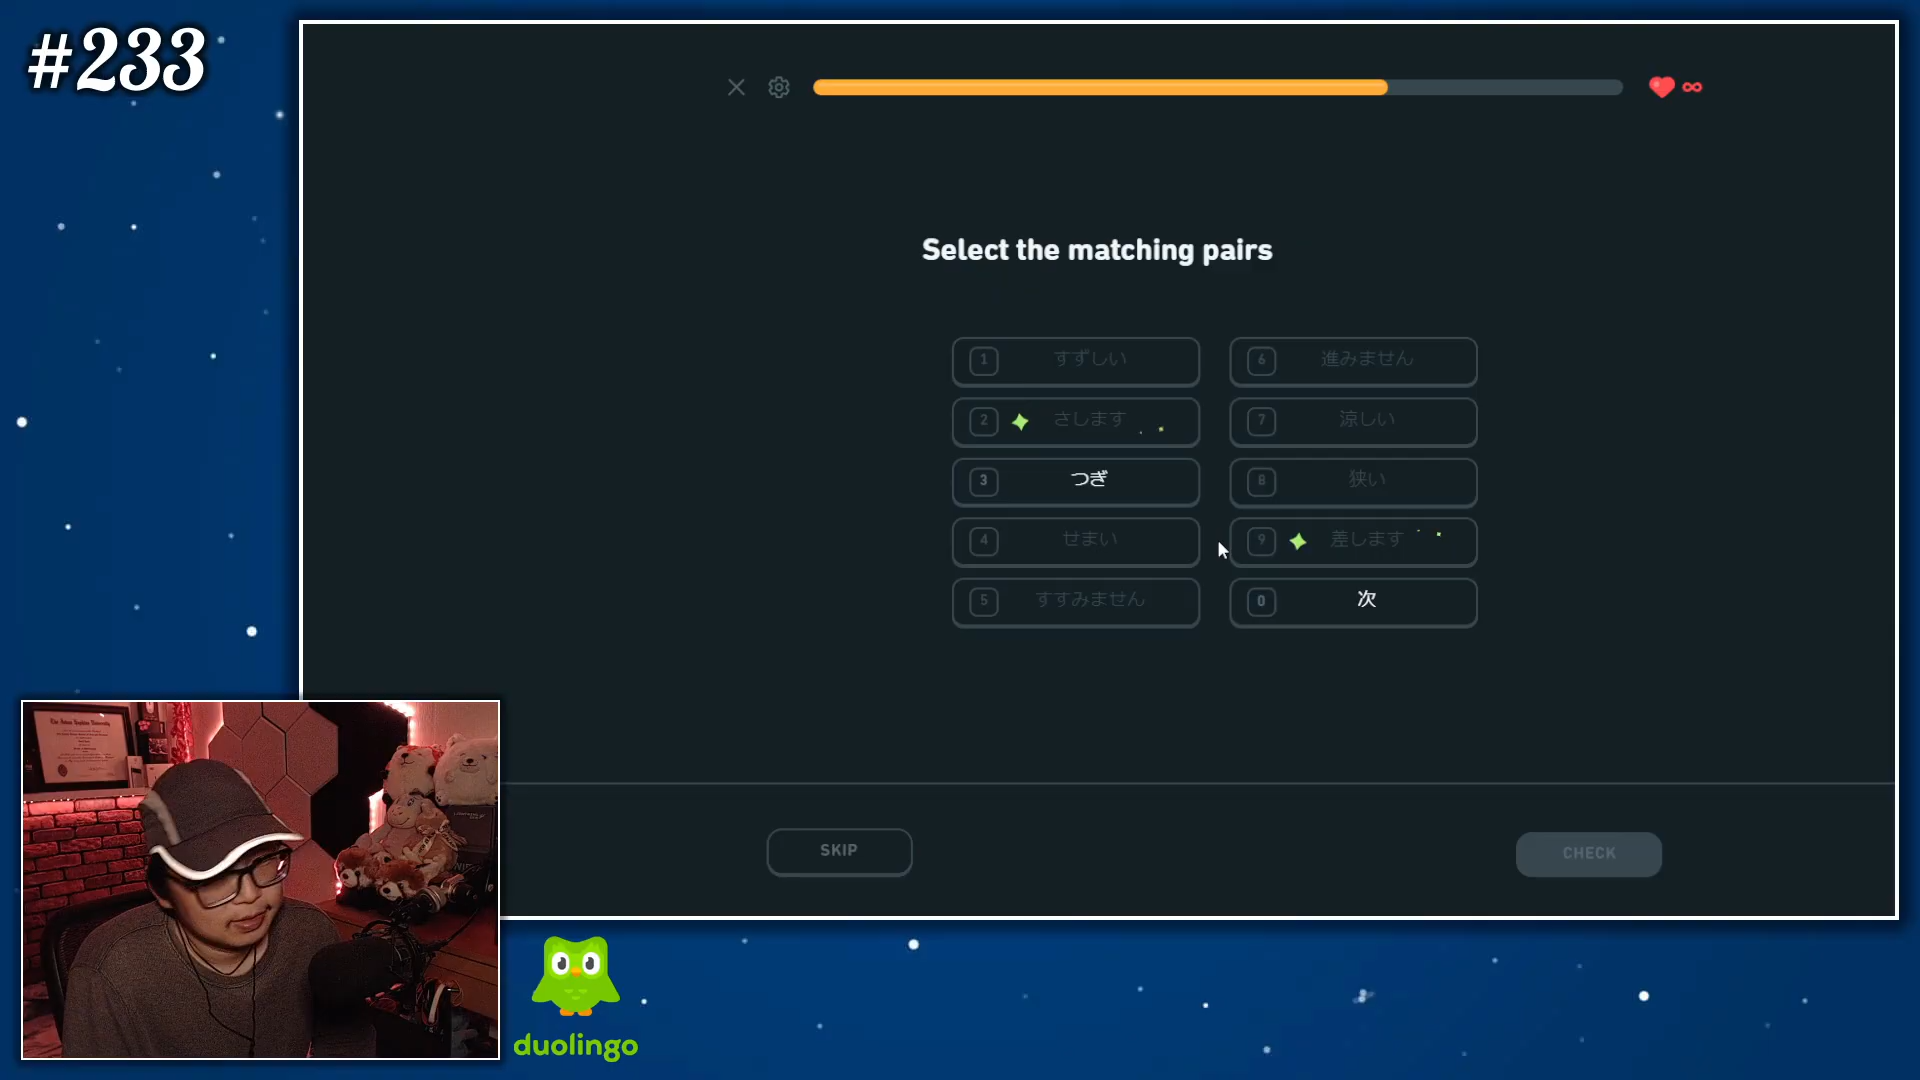 #233
∞
Select the matching pairs
1 すずしい
6 進みません
2 さします
7 涼しい
3 つぎ
8 狭い
4 せまい
9 差します
5 すすみません
0 次
SKIP
CHECK
duolingo